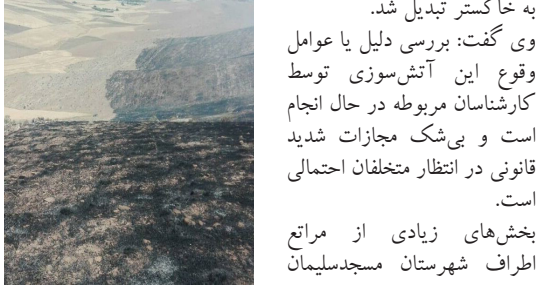 به خاکستر تبدیل شد.
وی گفت: بررسی دلیل یا عوامل
وقوع این آتش‌سوزی توسط
کارشناسان مربوطه در حال انجام
است و بی‌شک مجازات شدید
قانونی در انتظار متخلفان احتمالی
است.
بخش‌های زیادی از مراتع
اطراف شهرستان مسجدسلیمان